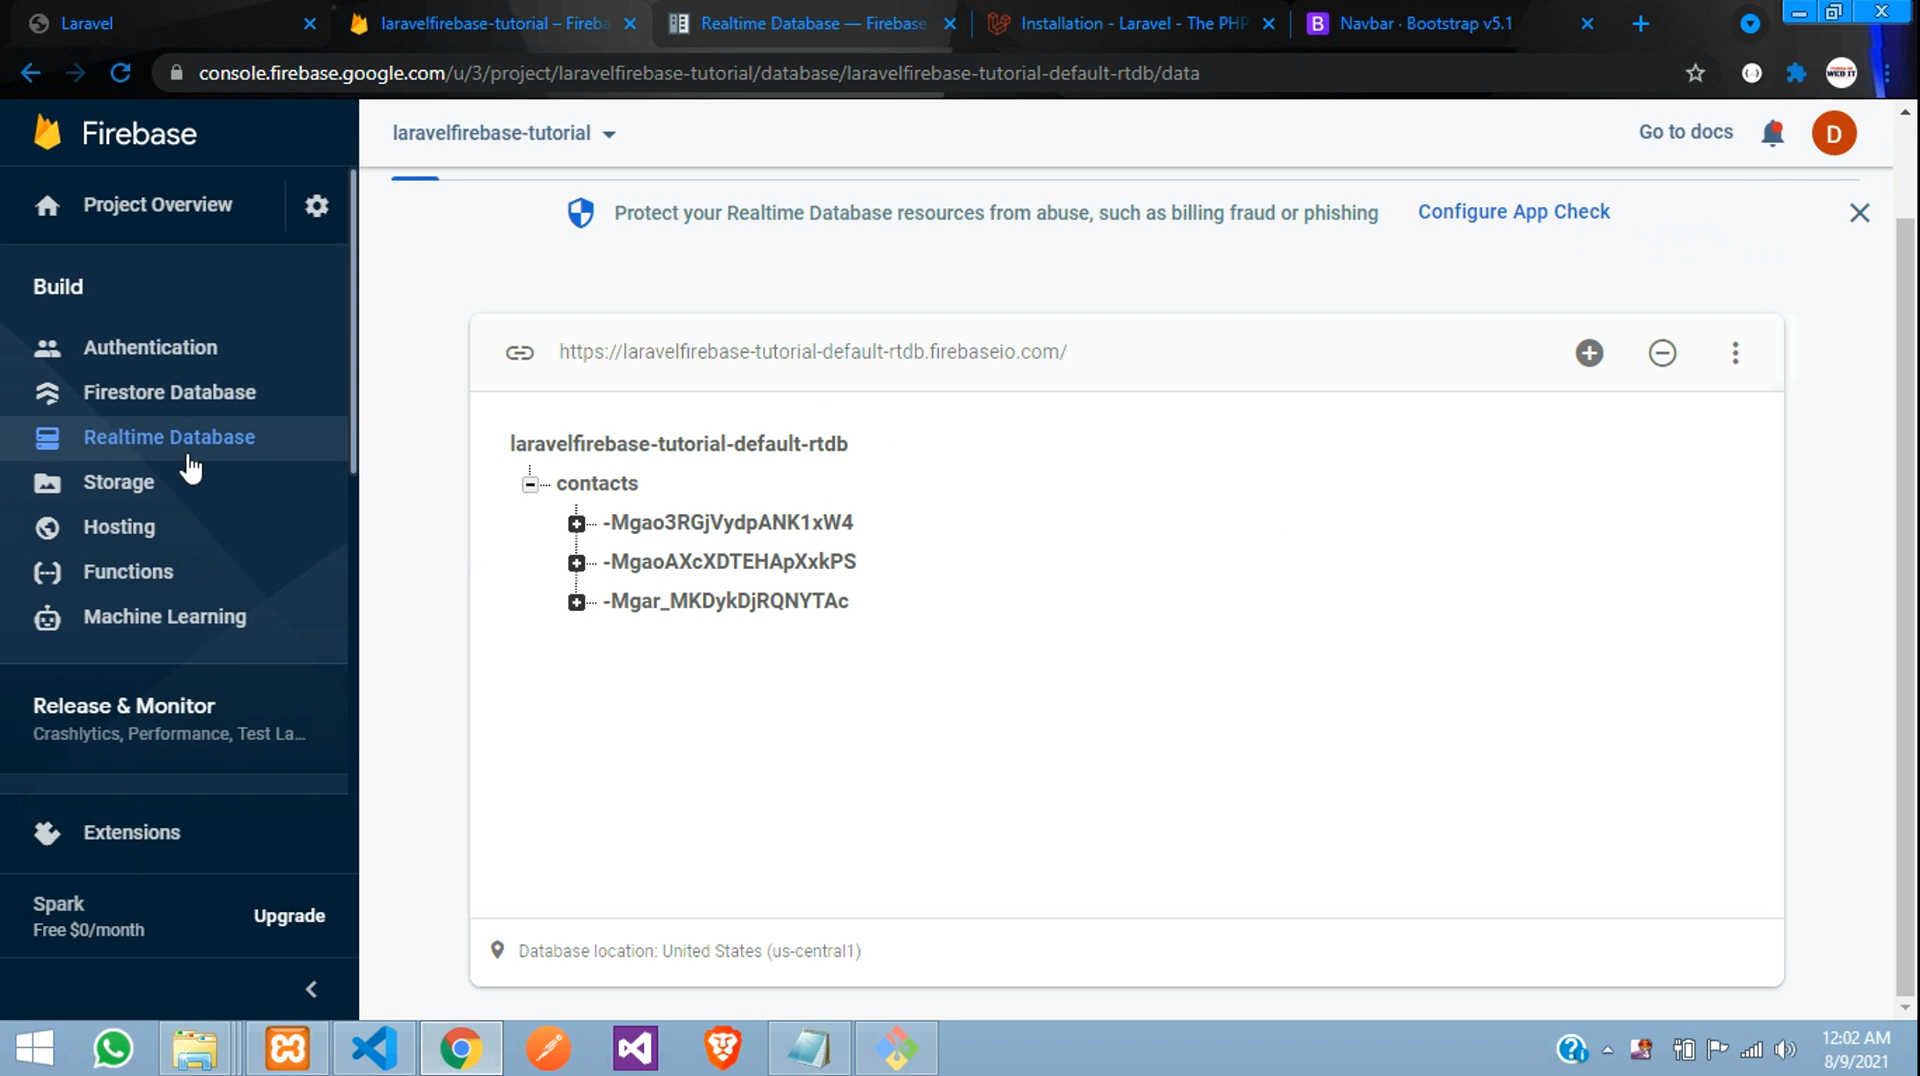 Laravel
laravelfirebase-tutorial – Fireba
Realtime Database — Firebase
Installation - Laravel - The PHP
B Navbar · Bootstrap v5.1
console.firebase.google.com/u/3/project/laravelfirebase-tutorial/database/laravelfirebase-tutorial-default-rtdb/data
WEB IT
Firebase
laravelfirebase-tutorial
Go to docs
D
Project Overview
Protect your Realtime Database resources from abuse, such as billing fraud or phishing
Configure App Check
Build
Authentication
Firestore Database
Realtime Database
Storage
Hosting
Functions
Machine Learning
https://laravelfirebase-tutorial-default-rtdb.firebaseio.com/
laravelfirebase-tutorial-default-rtdb
contacts
-Mgao3RGjVydpANK1xW4
-MgaoAXcXDTEHApXxkPS
-Mgar_MKDykDjRQNYTAc
Release & Monitor
Crashlytics, Performance, Test La...
Extensions
Spark
Free $0/month
Upgrade
Database location: United States (us-central1)
12:02 AM
8/9/2021